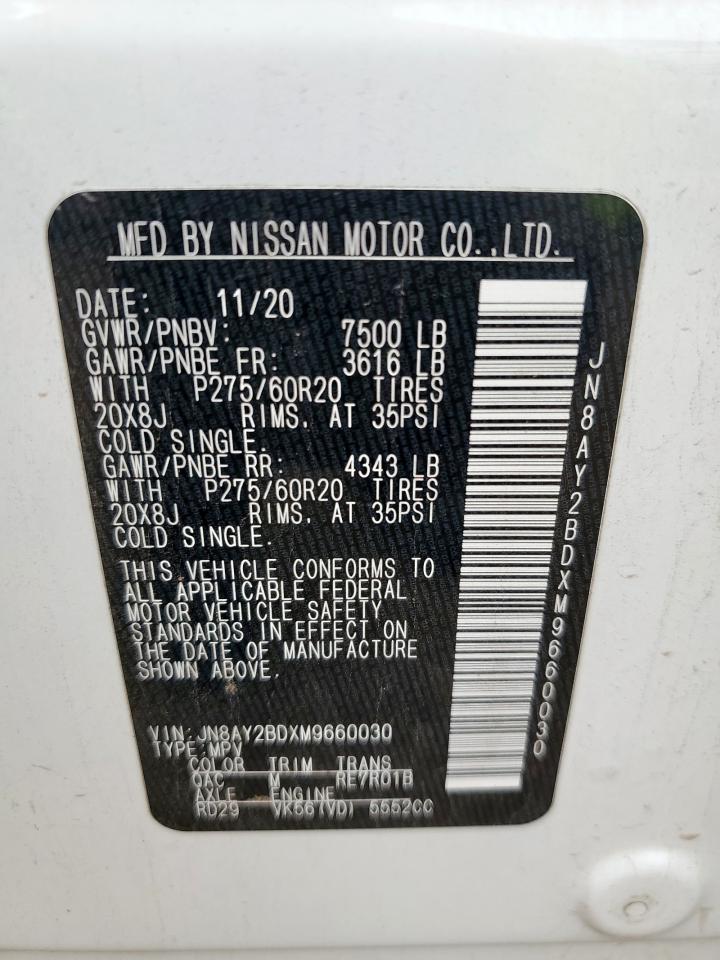 MFD BY NISSAN MOTOR CO.,LTD.
DATE: 11/20
GVWR/PNBV: 7500 LB
GAWR/PNBE FR: 3616 LB
WITH P275/60R20 TIRES
20X8J RIMS, AT 35PSI
COLD SINGLE.
GAWR/PNBE RR: 4343 LB
WITH P275/60R20 TIRES
20X8J RIMS, AT 35PSI
COLD SINGLE.
THIS VEHICLE CONFORMS TO
ALL APPLICABLE FEDERAL
MOTOR VEHICLE SAFETY
STANDARDS IN EFFECT ON
THE DATE OF MANUFACTURE
SHOWN ABOVE.
VIN: JN8AY2BDXM9660030
TYPE:MPV
COLOR TRIM TRANS
QAC M RE7R01B
AXLE ENGINE
RD29 VK56(VD) 5552CC
JN8AY2BDXM9660030